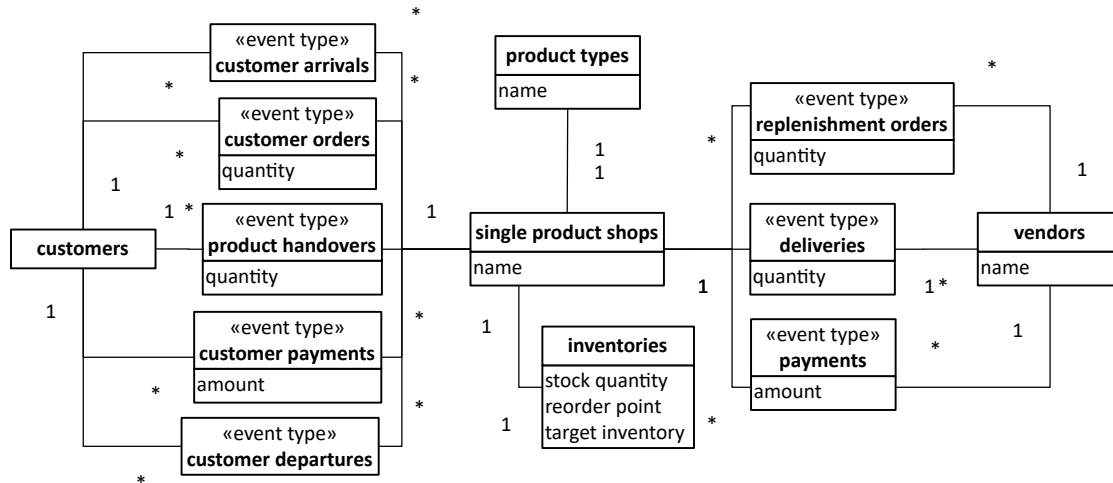 «event type»
customer arrivals
«event type»
customer orders
quantity
«event type»
product handovers
quantity
«event type»
customer payments
amount
«event type»
customer departures
customers
*
*
*
*
1
1 *
1
*
*
*
*
1
product types
name
1
1
single product shops
name
1
1
inventories
stock quantity
reorder point
target inventory
«event type»
replenishment orders
quantity
«event type»
deliveries
quantity
«event type»
payments
amount
*
1
*
*
1
1 *
*
1
vendors
name